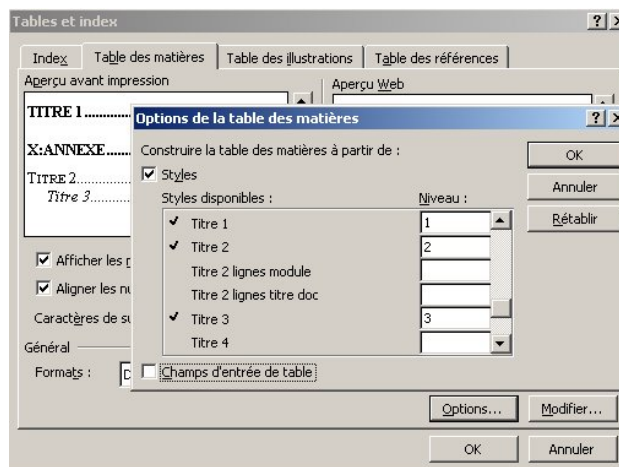 Tables et index
Index Table des matières Table des illustrations Table des références
Aperçu avant impression Aperçu Web
TITRE 1
X:ANNEXE
TITRE 2
Titre 3
Options de la table des matières
Construire la table des matières à partir de :
Styles
Styles disponibles : Niveau :
Titre 1 1
Titre 2 2
Titre 2 lignes module
Titre 2 lignes titre doc
Titre 3 3
Titre 4
Champs d'entrée de table
OK
Annuler
Rétablir
Afficher les
Aligner les
Caractères de
Général
Formats :
Options... Modifier...
OK Annuler